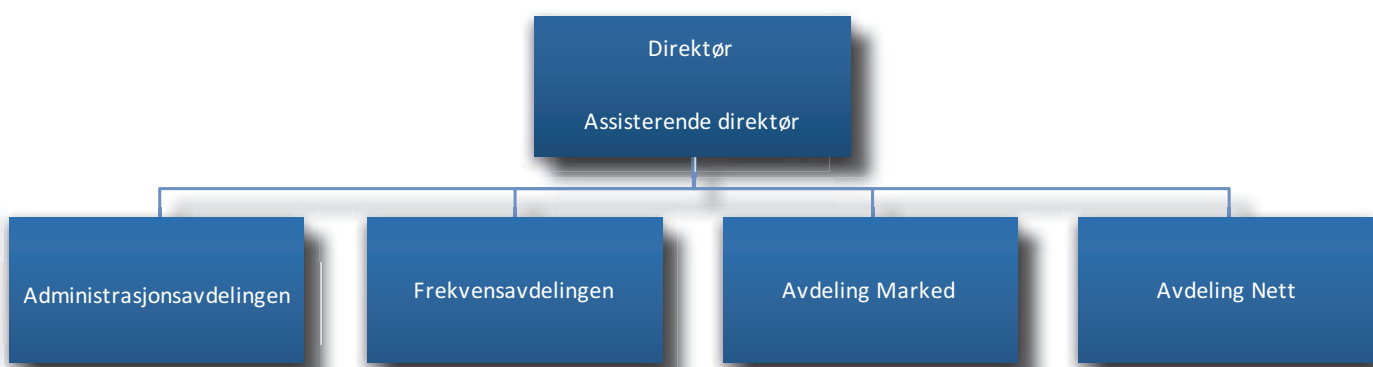 Direktør
Assisterende direktør
Administrasjonsavdelingen
Frekvensavdelingen
Avdeling Marked
Avdeling Nett